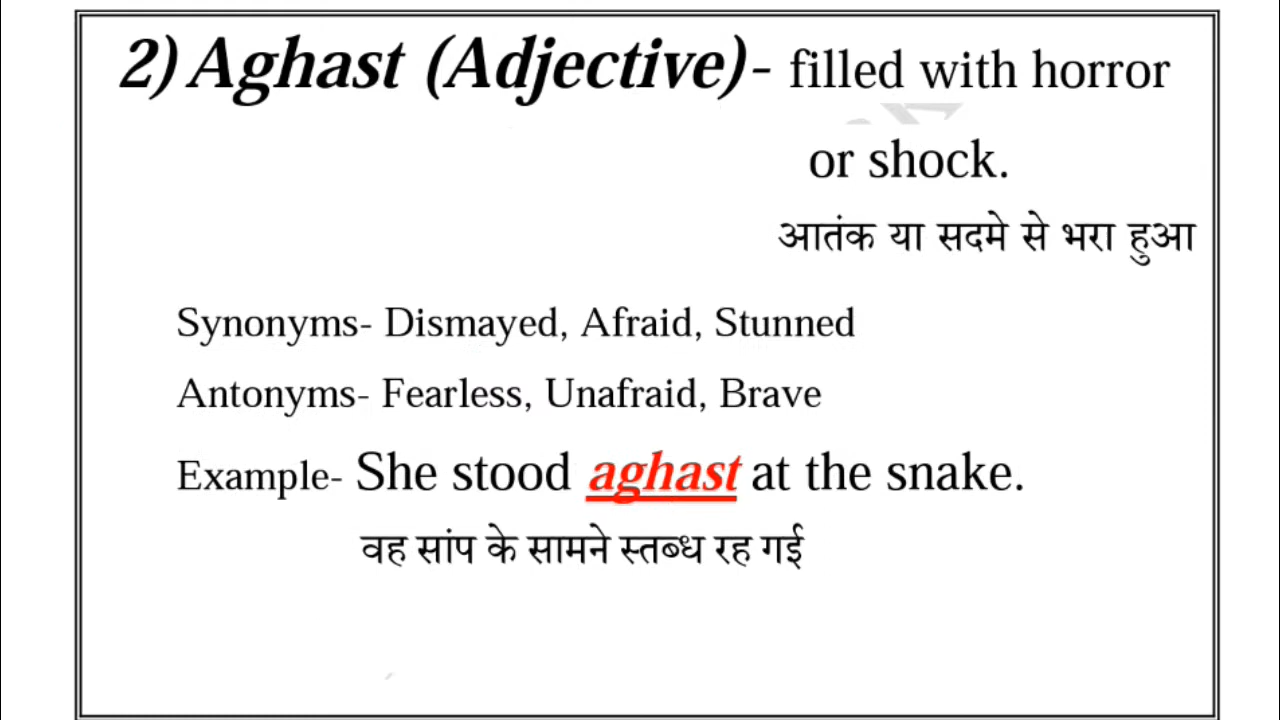 2) Aghast (Adjective)- filled with horror
or shock.
आतंक या सदमे से भरा हुआ
Synonyms- Dismayed, Afraid, Stunned
Antonyms- Fearless, Unafraid, Brave
Example- She stood aghast at the snake.
वह सांप के सामने स्तब्ध रह गई